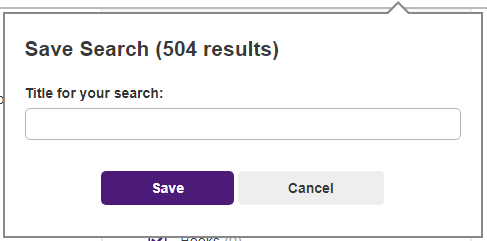 Save Search (504 results)
Title for your search:
Save
Cancel